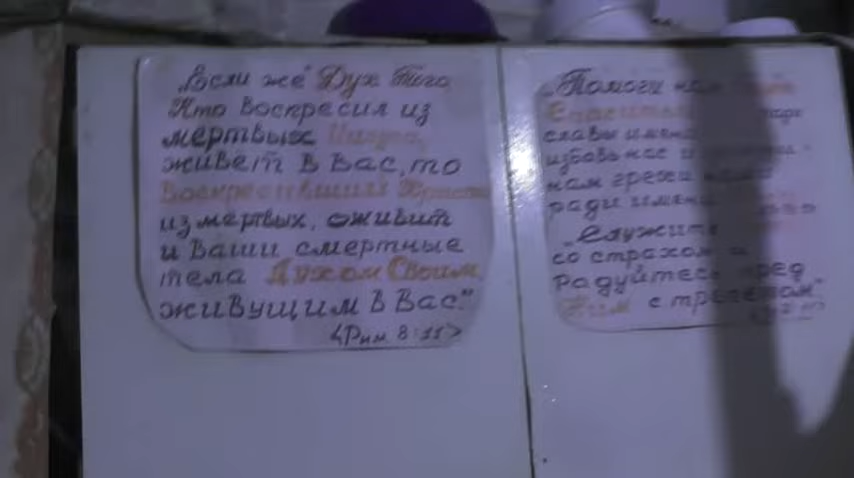 „Если же Дух Того,
Кто Воскресил из
мертвых Иисуса,
живет в Вас, то
Воскресивший Христа
из мертвых, оживит
и Ваши смертные
тела Духом Своим,
живущим в Вас."
<Рим. 8:11>
„Помоги нам
славы имени
избавь нас и
нам грехи наши
ради имени
„Служите
со страхом и
радуйтесь пред
Ним с трепетом"